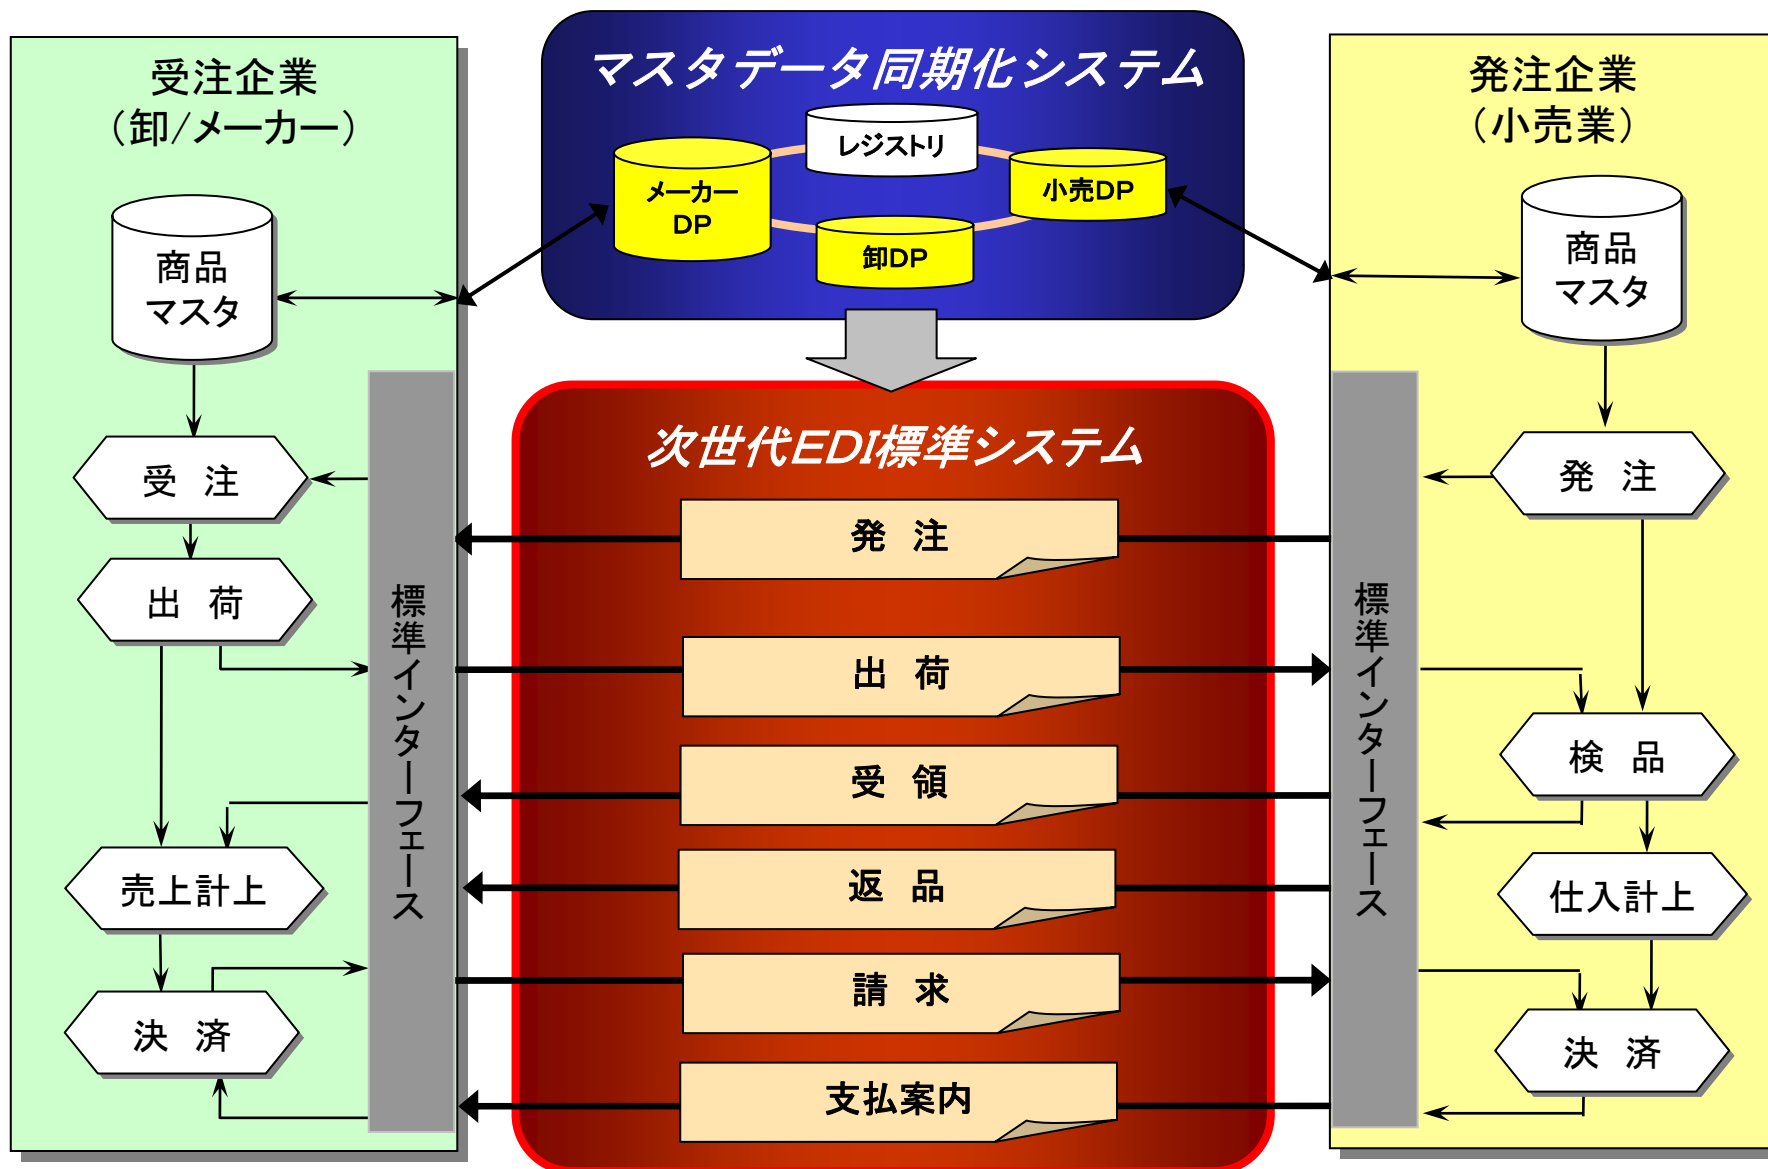 受注企業
（卸/メーカー）
商品
マスタ
受 注
出 荷
売上計上
決 済
標準インターフェース
マスタデータ同期化システム
レジストリ
メーカー
DP
小売DP
卸DP
次世代EDI標準システム
発 注
出 荷
受 領
返 品
請 求
支払案内
発注企業
（小売業）
商品
マスタ
発 注
検 品
仕入計上
決 済
標準インターフェース